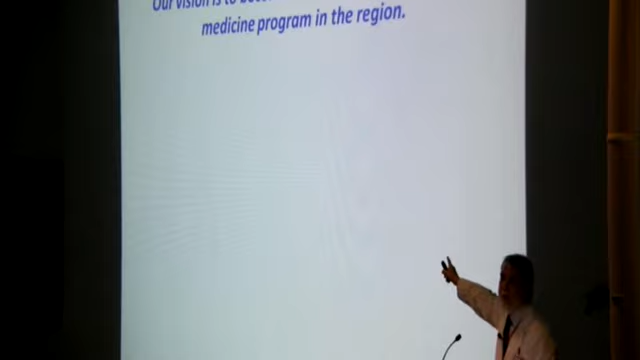 Our vision is to
medicine program in the region.